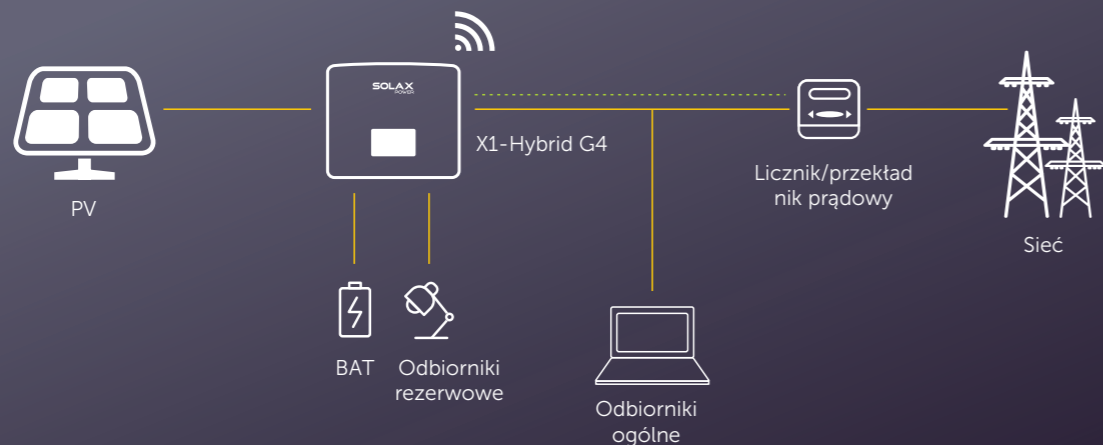 SOLAX
POWER
X1-Hybrid G4
PV
Licznik/przekład
nik prądowy
Sieć
BAT
Odbiorniki
rezerwowe
Odbiorniki
ogólne